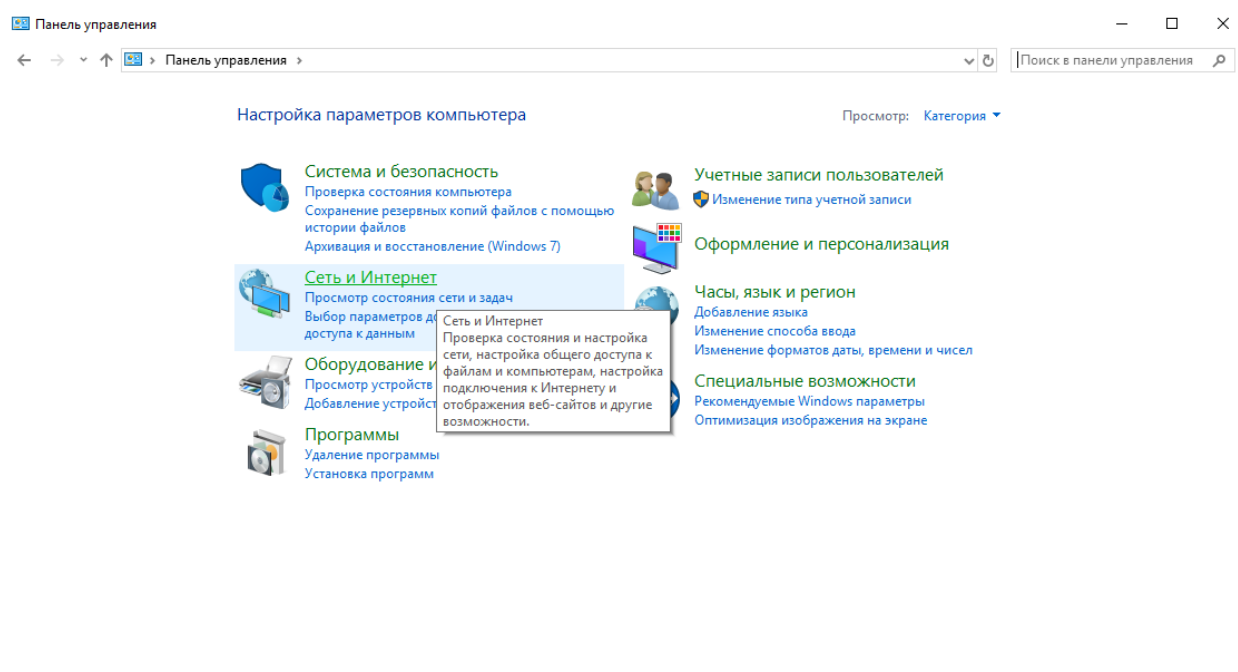 Панель управления
Панель управления
Поиск в панели управления
Настройка параметров компьютера
Просмотр: Категория
Система и безопасность
Проверка состояния компьютера
Сохранение резервных копий файлов с помощью
истории файлов
Архивация и восстановление (Windows 7)
Сеть и Интернет
Просмотр состояния сети и задач
Выбор параметров
доступа к данным
Сеть и Интернет
Проверка состояния и настройка
сети, настройка общего доступа к
файлам и компьютерам, настройка
подключения к Интернету и
отображения веб-сайтов и другие
возможности.
Оборудование и
Просмотр устройств
Добавление
Программы
Удаление программы
Установка программ
Учетные записи пользователей
Изменение типа учетной записи
Оформление и персонализация
Часы, язык и регион
Добавление языка
Изменение способа ввода
Изменение форматов даты, времени и чисел
Специальные возможности
Рекомендуемые Windows параметры
Оптимизация изображения на экране